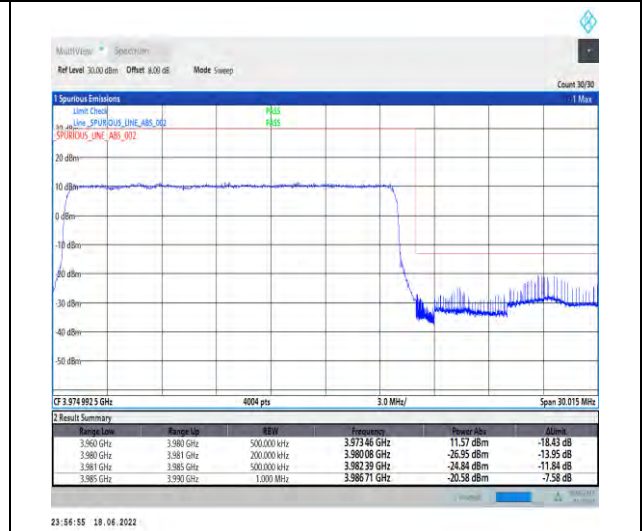 MultiView Spectrum
Ref Level 30.00 dBm Offset 8.00 dB Mode Sweep
Count 30/30
1 Spurious Emissions 1 Max
Limit Check PASS
Line _SPURIOUS_LINE_ABS_002 PASS
_SPURIOUS_LINE_ABS_002
20 dBm
10 dBm
0 dBm
-10 dBm
-20 dBm
-30 dBm
-40 dBm
-50 dBm
CF 3.974 992 5 GHz 4004 pts 3.0 MHz/ Span 30.015 MHz
2 Result Summary
Range Low Range Up RBW Frequency Power Abs ΔLimit
3.960 GHz 3.980 GHz 500.000 kHz 3.973 46 GHz 11.57 dBm -18.43 dB
3.980 GHz 3.981 GHz 200.000 kHz 3.980 08 GHz -26.95 dBm -13.95 dB
3.981 GHz 3.985 GHz 500.000 kHz 3.982 39 GHz -24.84 dBm -11.84 dB
3.985 GHz 3.990 GHz 1.000 MHz 3.986 71 GHz -20.58 dBm -7.58 dB
23:56:55 18.06.2022